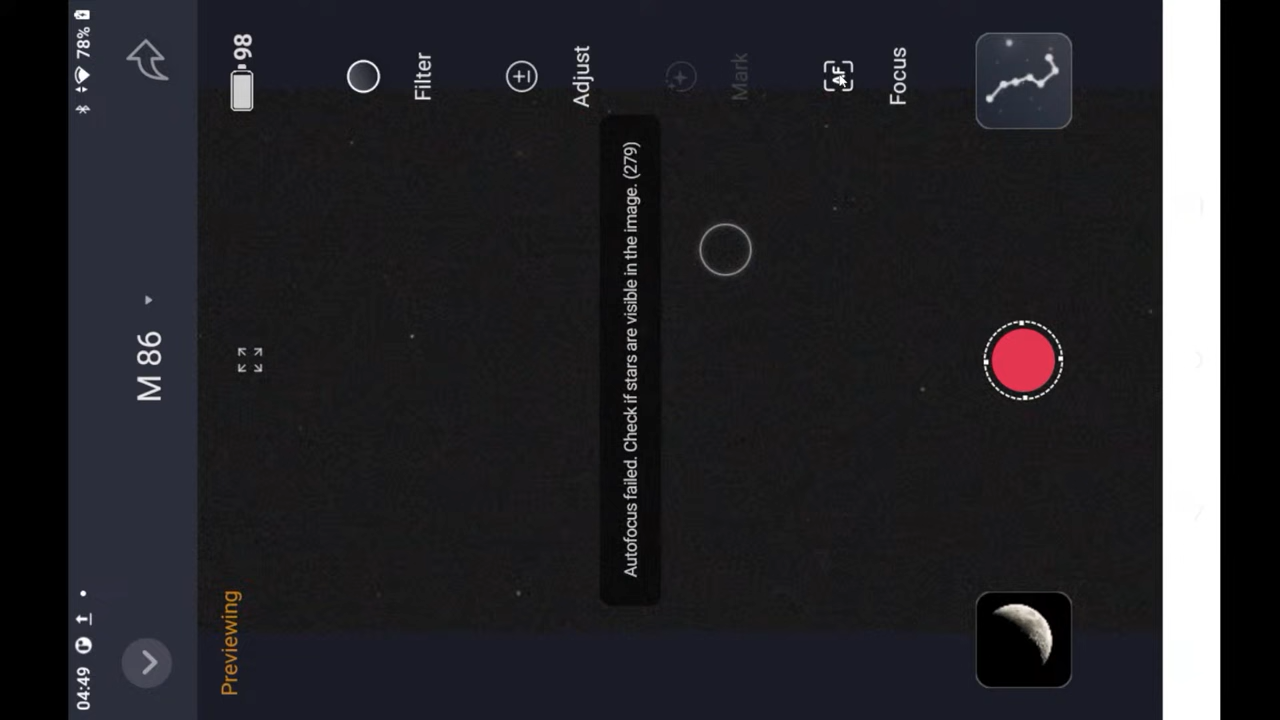 04:49
78%
M 86
Previewing
98
Filter
Adjust
Mark
AF
Focus
Autofocus failed. Check if stars are visible in the image. (279)